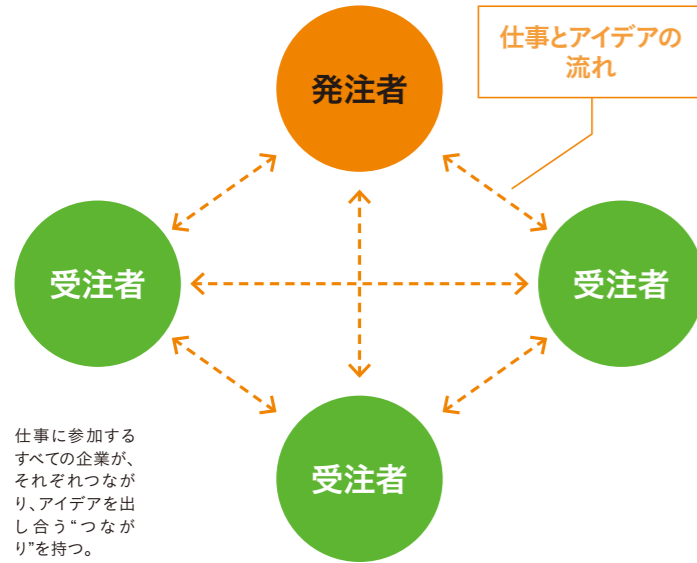 仕事とアイデアの
流れ
発注者
受注者
受注者
受注者
仕事に参加する
すべての企業が、
それぞれつなが
り、アイデアを出
し合う“つなが
り”を持つ。